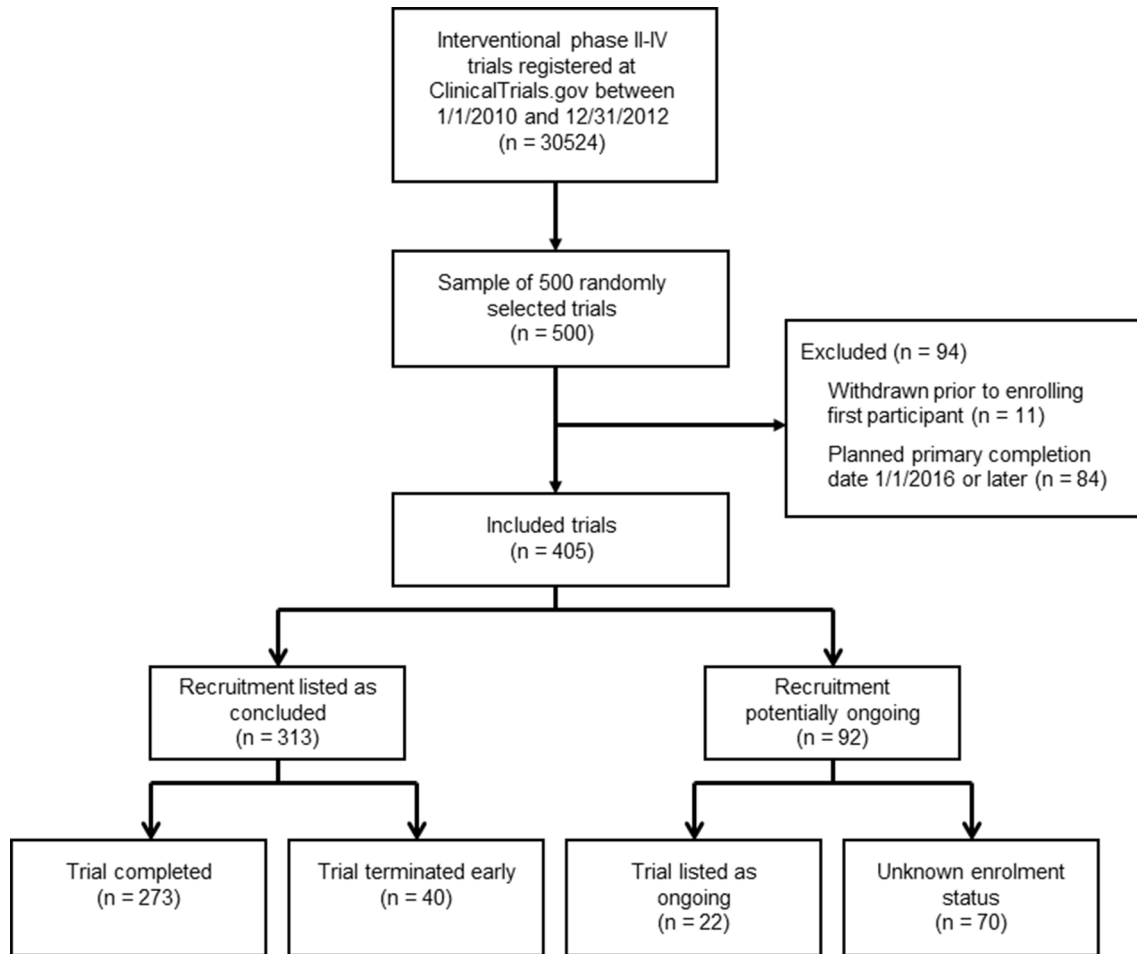 Interventional phase II-IV
trials registered at
ClinicalTrials.gov between
1/1/2010 and 12/31/2012
(n = 30524)
Sample of 500 randomly
selected trials
(n = 500)
Excluded (n = 94)
Withdrawn prior to enrolling
first participant (n = 11)
Planned primary completion
date 1/1/2016 or later (n = 84)
Included trials
(n = 405)
Recruitment listed as
concluded
(n = 313)
Recruitment
potentially ongoing
(n = 92)
Trial completed
(n = 273)
Trial terminated early
(n = 40)
Trial listed as
ongoing
(n = 22)
Unknown enrolment
status
(n = 70)